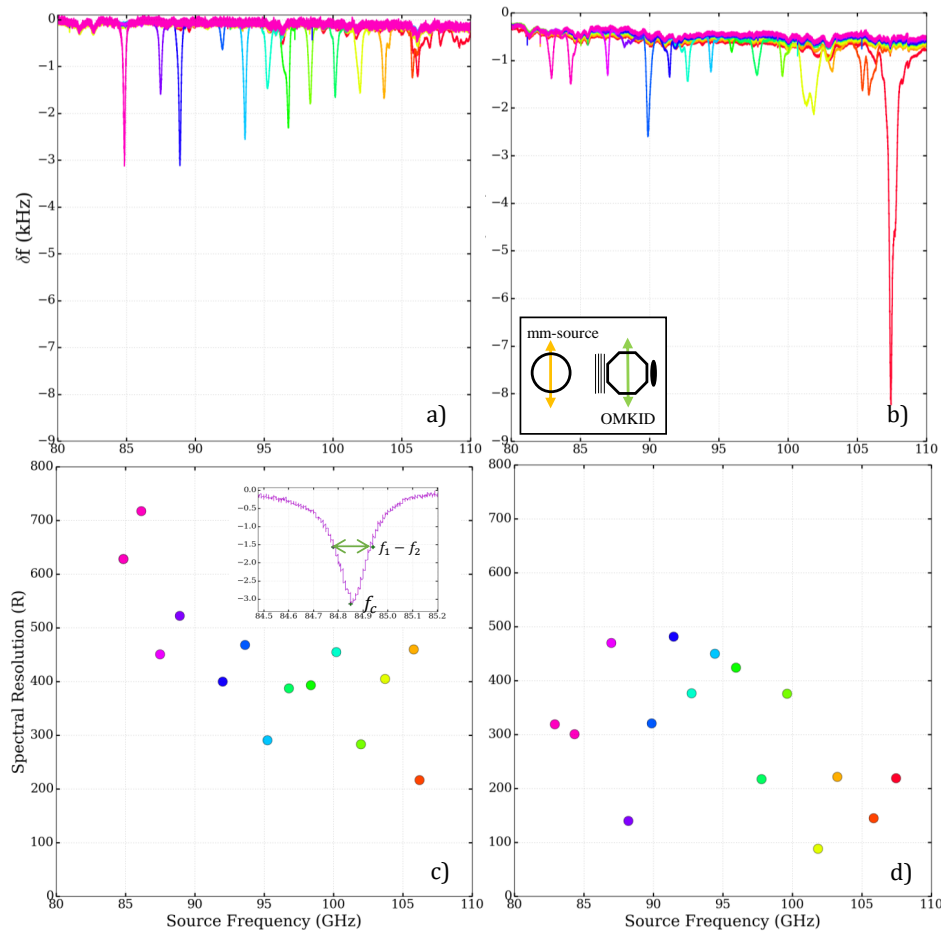 0
−1
−2
−3
−4
−5
−6
−7
−8
−9
δf (kHz)
80 85 90 95 100 105 110
a)
0
−1
−2
−3
−4
−5
−6
−7
−8
−9
mm-source
OMKID
80 85 90 95 100 105 110
b)
800
700
600
500
400
300
200
100
0
Spectral Resolution (R)
0.0
−0.5
−1.0
−1.5
−2.0
−2.5
−3.0
f₁ − f₂
f_c
84.5 84.6 84.7 84.8 84.9 85.0 85.1 85.2
c)
80 85 90 95 100 105 110
Source Frequency (GHz)
800
700
600
500
400
300
200
100
0
d)
80 85 90 95 100 105 110
Source Frequency (GHz)